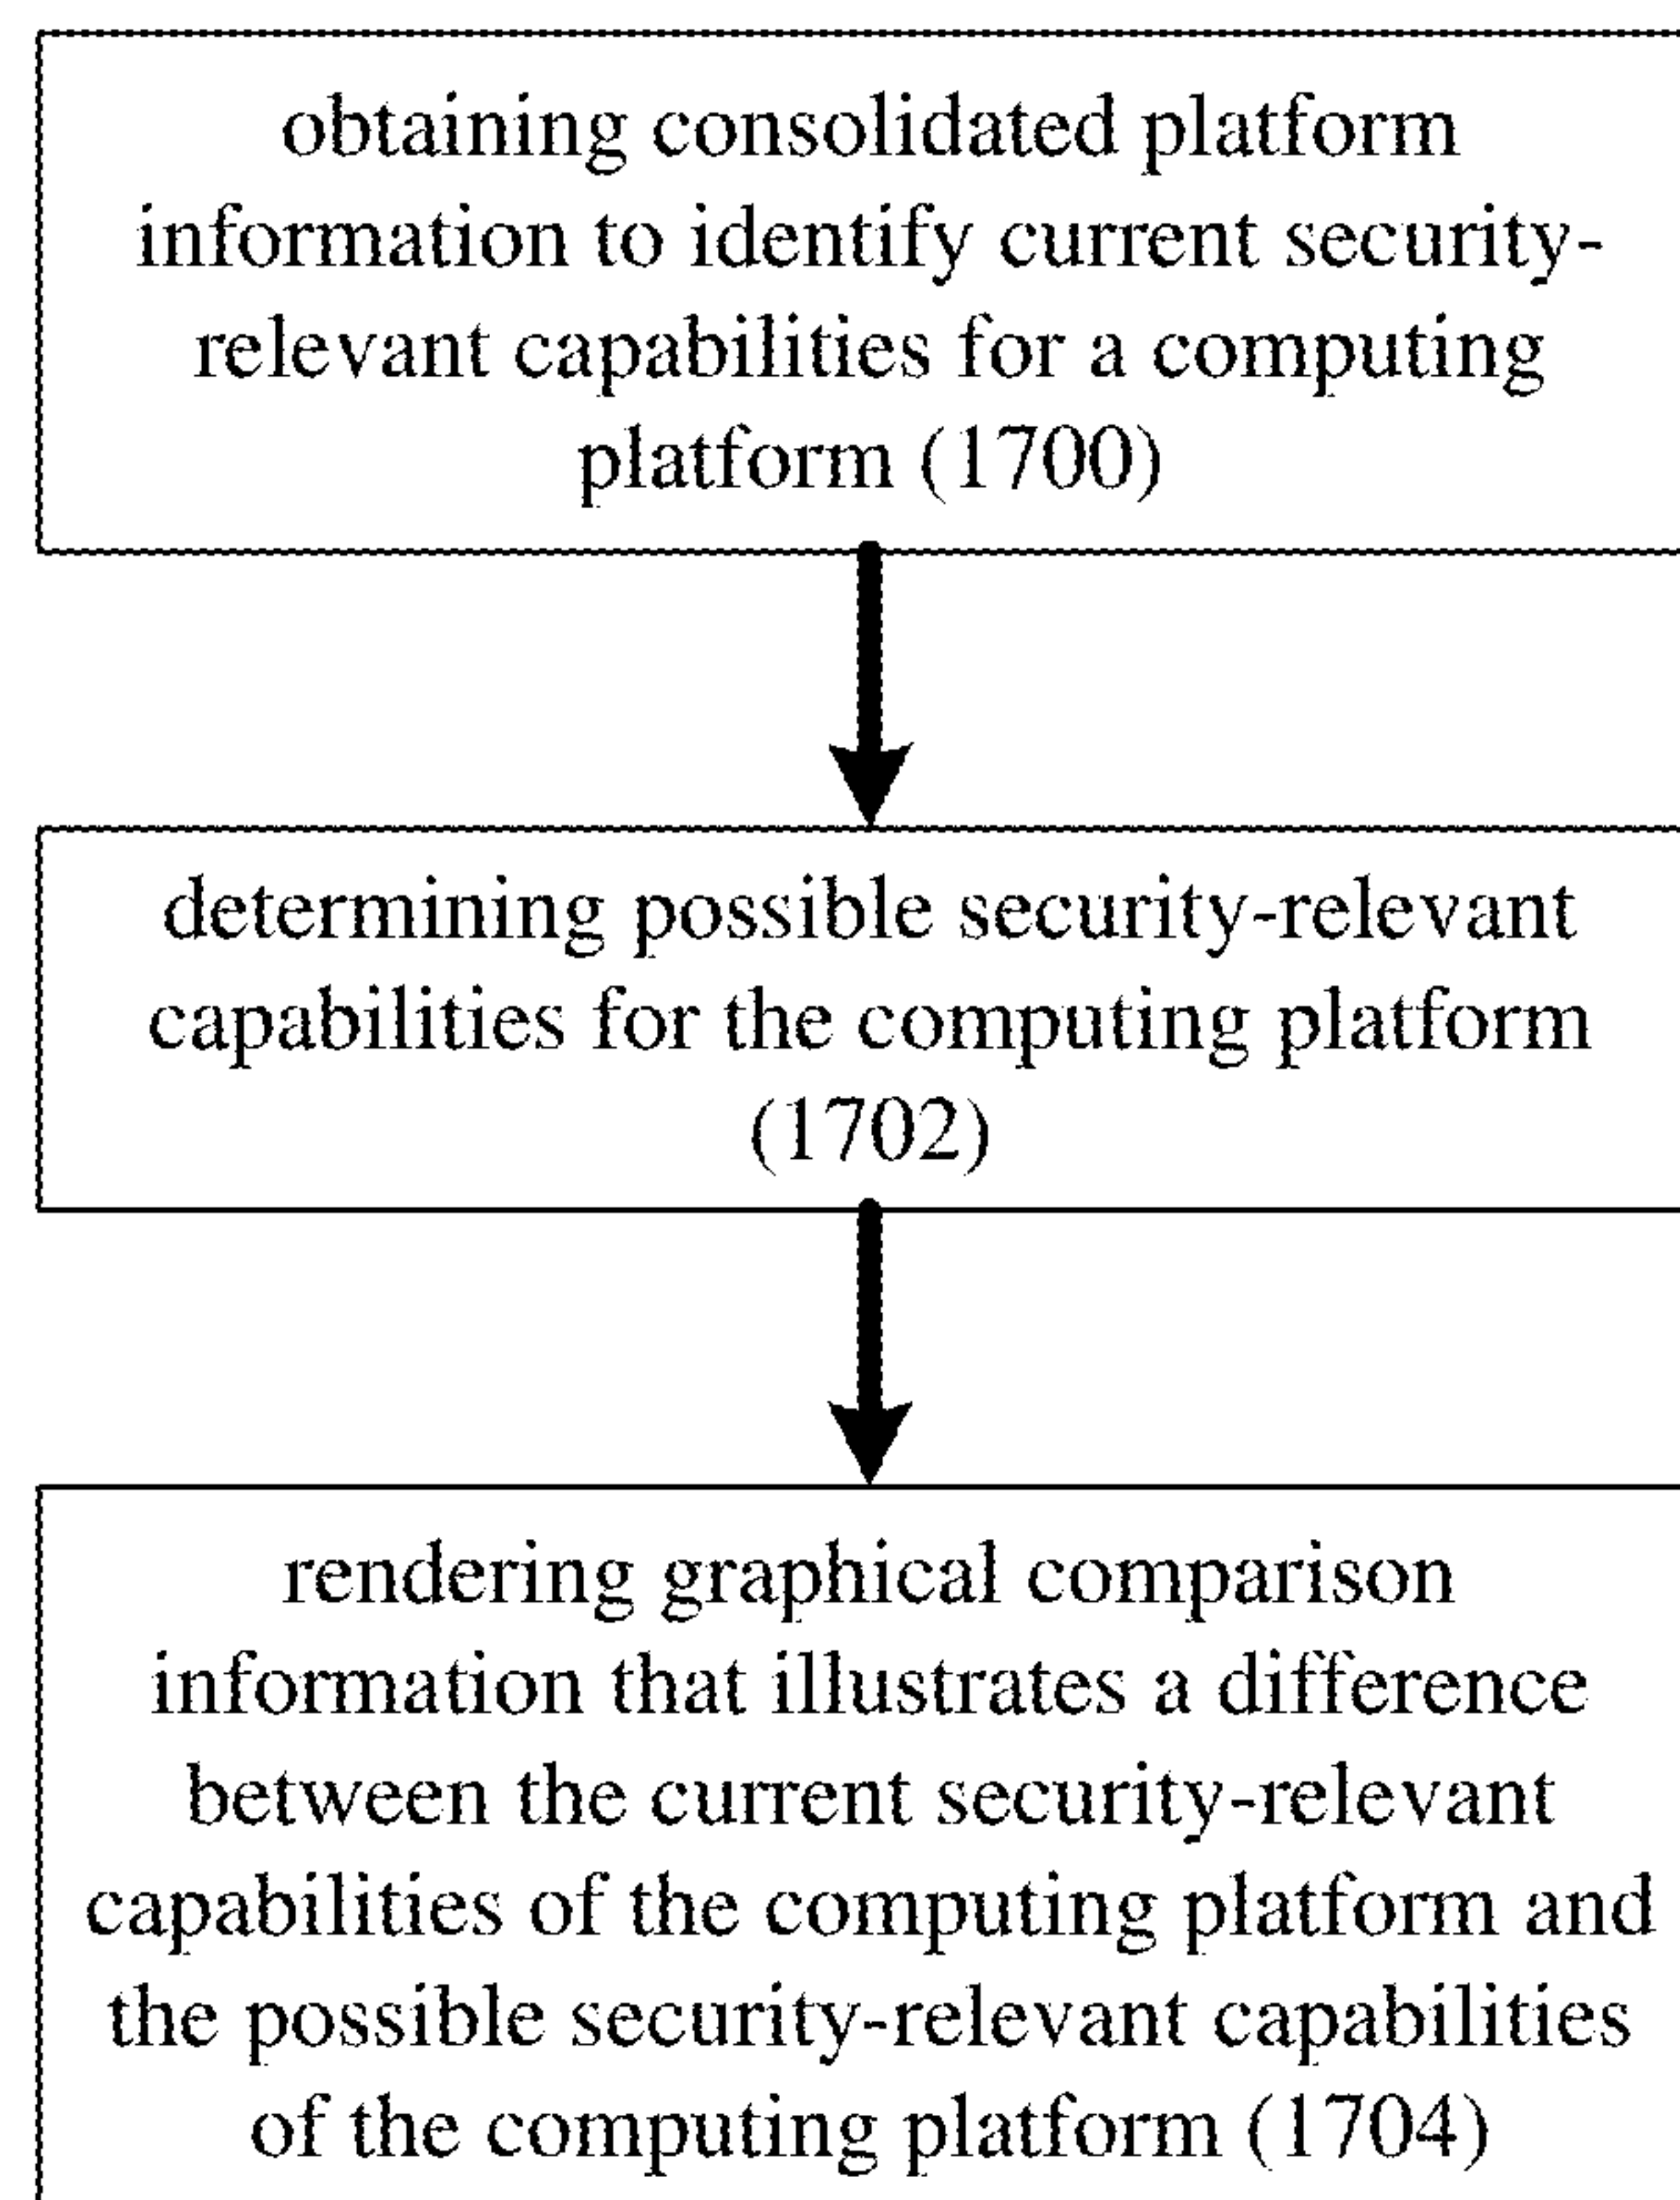 obtaining consolidated platform
information to identify current security-
relevant capabilities for a computing
platform (1700)
determining possible security-relevant
capabilities for the computing platform
(1702)
rendering graphical comparison
information that illustrates a difference
between the current security-relevant
capabilities of the computing platform and
the possible security-relevant capabilities
of the computing platform (1704)